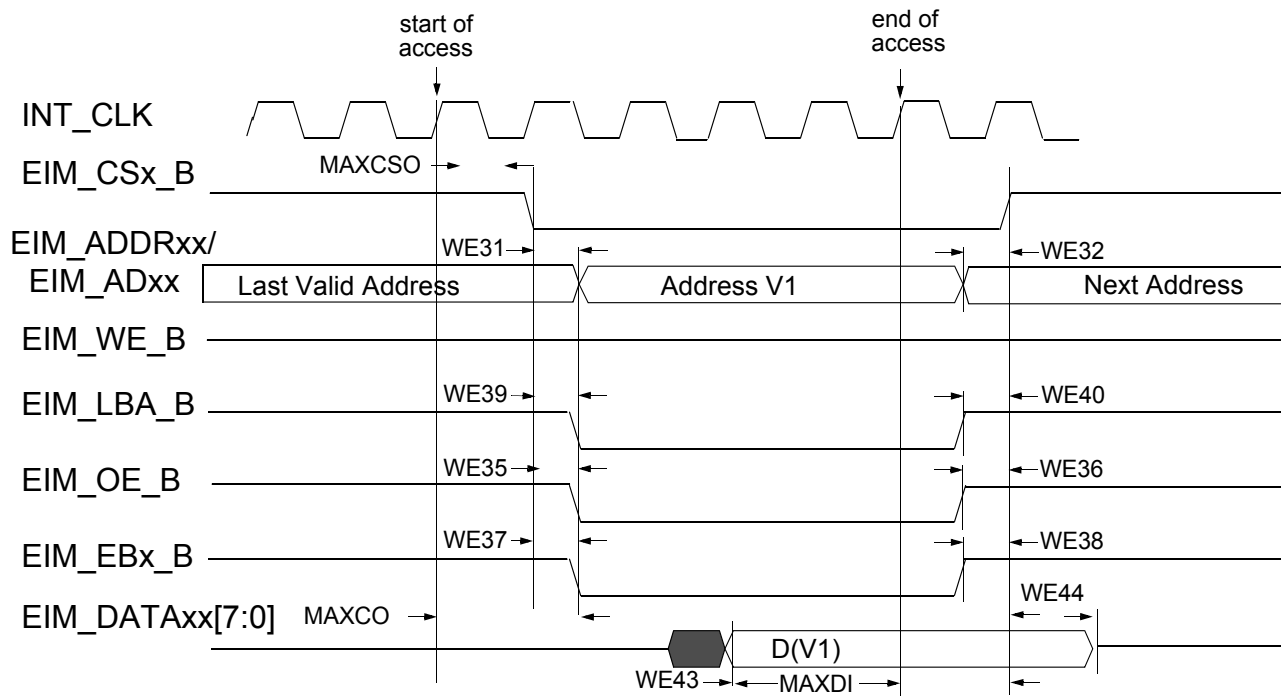 start of
access
end of
access
INT_CLK
EIM_CSx_B
MAXCSO
EIM_ADDRxx/
EIM_ADxx
WE31
WE32
Last Valid Address
Address V1
Next Address
EIM_WE_B
EIM_LBA_B
WE39
WE40
EIM_OE_B
WE35
WE36
EIM_EBx_B
WE37
WE38
EIM_DATAxx[7:0]
MAXCO
WE44
D(V1)
WE43
MAXDI